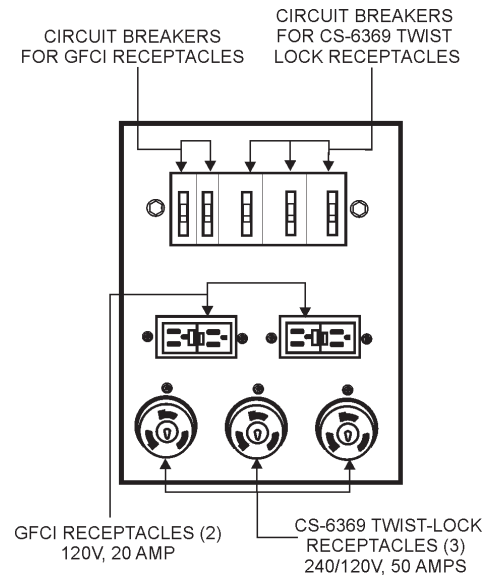 CIRCUIT BREAKERS
FOR GFCI RECEPTACLES
CIRCUIT BREAKERS
FOR CS-6369 TWIST
LOCK RECEPTACLES
GFCI RECEPTACLES (2)
120V, 20 AMP
CS-6369 TWIST-LOCK
RECEPTACLES (3)
240/120V, 50 AMPS